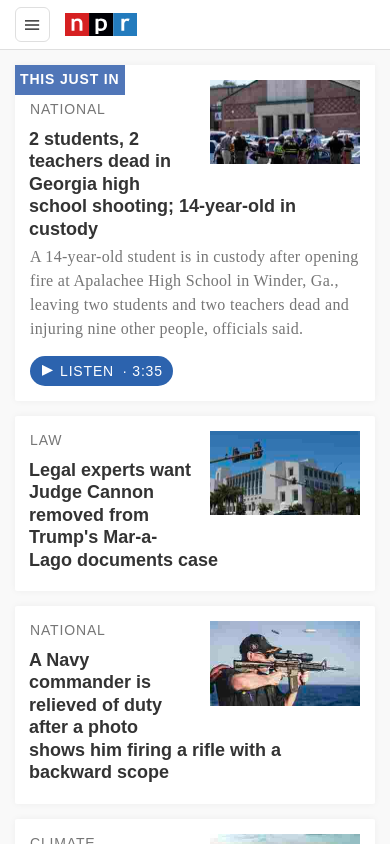 npr
THIS JUST IN
NATIONAL
2 students, 2
teachers dead in
Georgia high
school shooting; 14-year-old in
custody
A 14-year-old student is in custody after opening
fire at Apalachee High School in Winder, Ga.,
leaving two students and two teachers dead and
injuring nine other people, officials said.
LISTEN · 3:35
LAW
Legal experts want
Judge Cannon
removed from
Trump's Mar-a-
Lago documents case
NATIONAL
A Navy
commander is
relieved of duty
after a photo
shows him firing a rifle with a
backward scope
CLIMATE